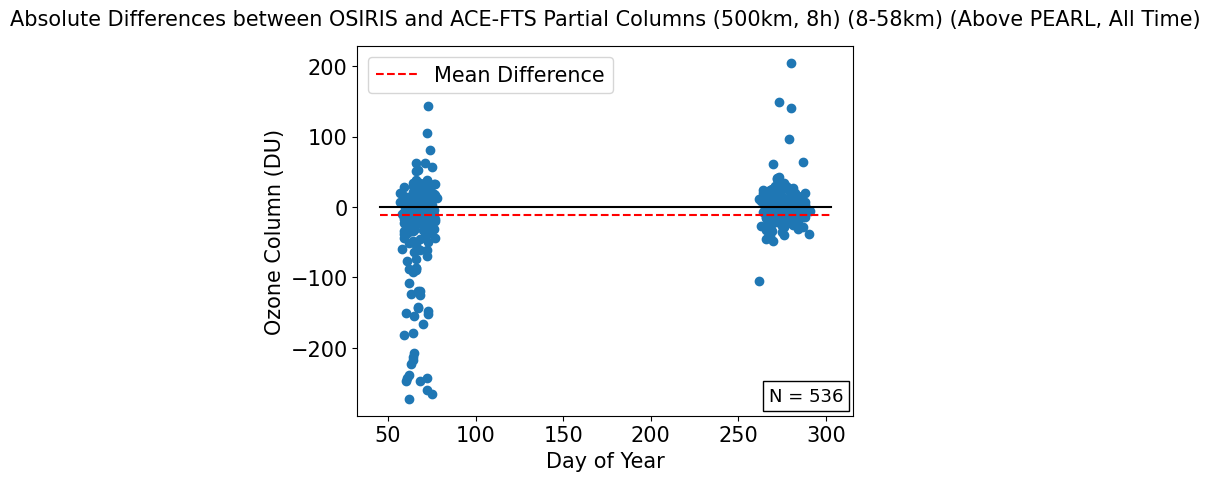 Absolute Differences between OSIRIS and ACE-FTS Partial Columns (500km, 8h) (8-58km) (Above PEARL, All Time)
Mean Difference
200
100
0
−100
−200
Ozone Column (DU)
N = 536
50 100 150 200 250 300
Day of Year